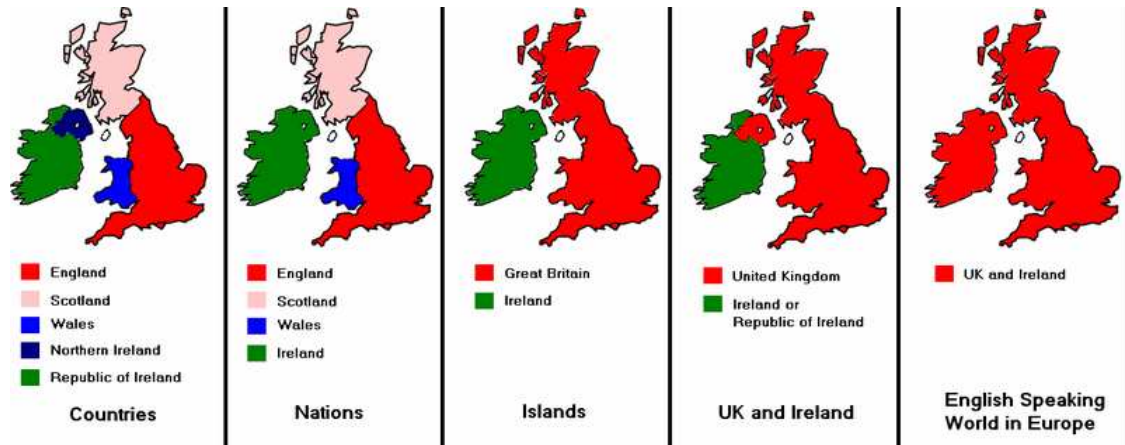 England
Scotland
Wales
Northern Ireland
Republic of Ireland
Countries
England
Scotland
Wales
Ireland
Nations
Great Britain
Ireland
Islands
United Kingdom
Ireland or
Republic of Ireland
UK and Ireland
UK and Ireland
English Speaking
World in Europe